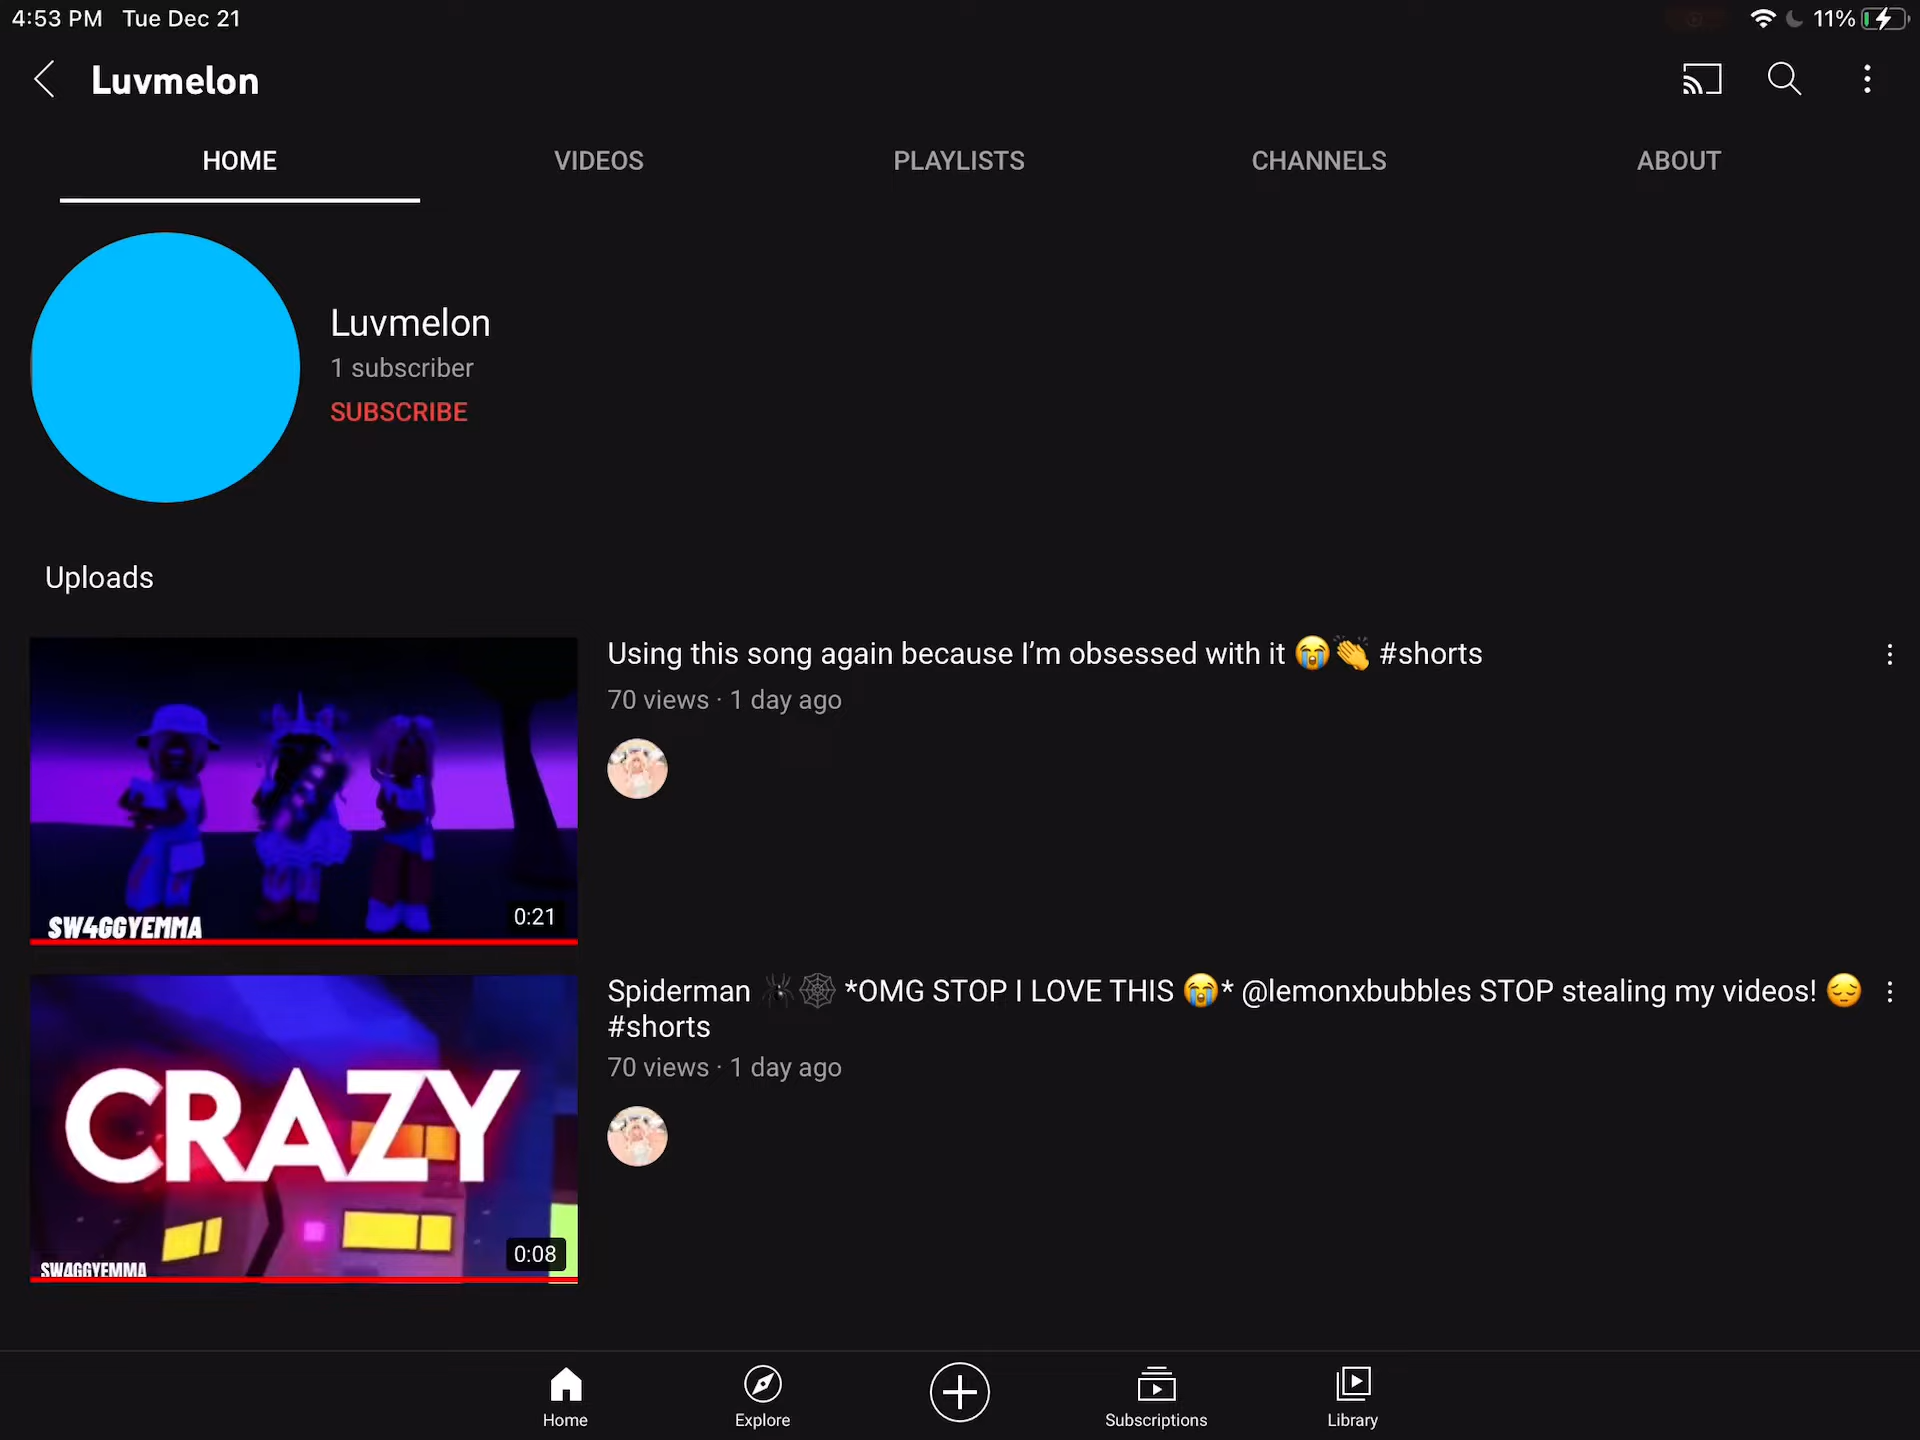 4:53 PM Tue Dec 21 11%
Luvmelon
HOME VIDEOS PLAYLISTS CHANNELS ABOUT
Luvmelon
1 subscriber
SUBSCRIBE
Uploads
Using this song again because I’m obsessed with it 😭👏 #shorts
70 views · 1 day ago
SW4GGYEMMA
0:21
Spiderman 🕷🕸 *OMG STOP I LOVE THIS 😭* @lemonxbubbles STOP stealing my videos! 😔
#shorts
70 views · 1 day ago
CRAZY
SW4GGYEMMA
0:08
Home Explore Subscriptions Library